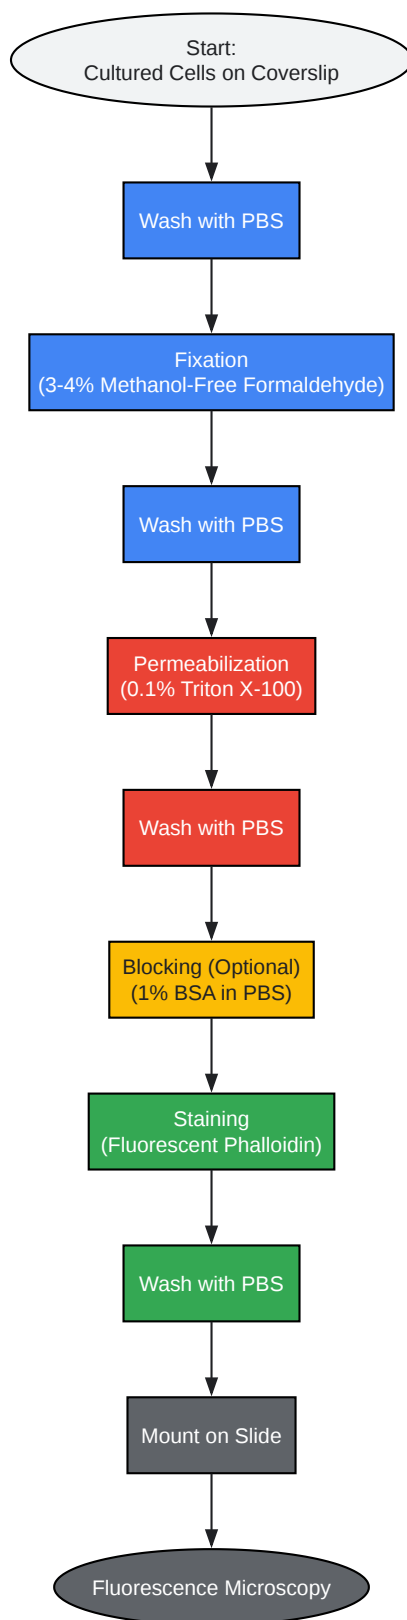 Start:
Cultured Cells on Coverslip
Wash with PBS
Fixation
(3-4% Methanol-Free Formaldehyde)
Wash with PBS
Permeabilization
(0.1% Triton X-100)
Wash with PBS
Blocking (Optional)
(1% BSA in PBS)
Staining
(Fluorescent Phalloidin)
Wash with PBS
Mount on Slide
Fluorescence Microscopy